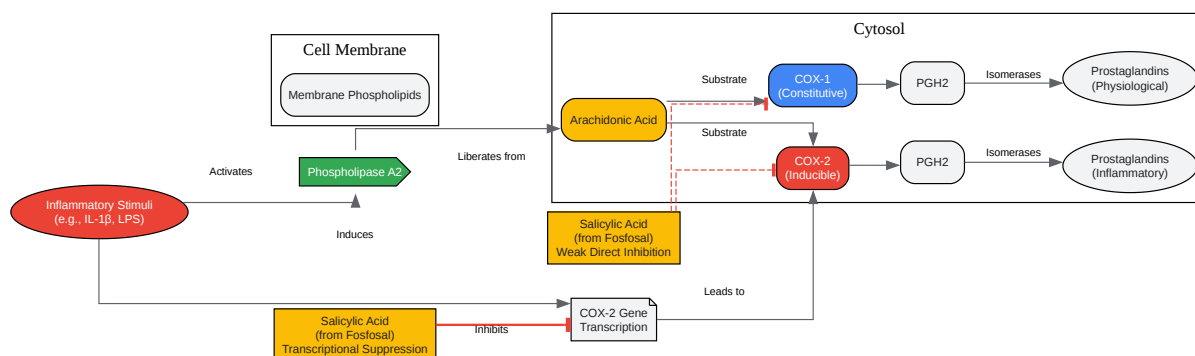 Cytosol
Cell Membrane
Membrane Phospholipids
Substrate
COX-1
(Constitutive)
PGH2
Isomerases
Prostaglandins
(Physiological)
Arachidonic Acid
Substrate
Liberates from
COX-2
(Inducible)
PGH2
Isomerases
Prostaglandins
(Inflammatory)
Activates
Phospholipase A2
Inflammatory Stimuli
(e.g., IL-1β, LPS)
Induces
Salicylic Acid
(from Fosfosal)
Weak Direct Inhibition
Leads to
COX-2 Gene
Transcription
Salicylic Acid
(from Fosfosal)
Transcriptional Suppression
Inhibits